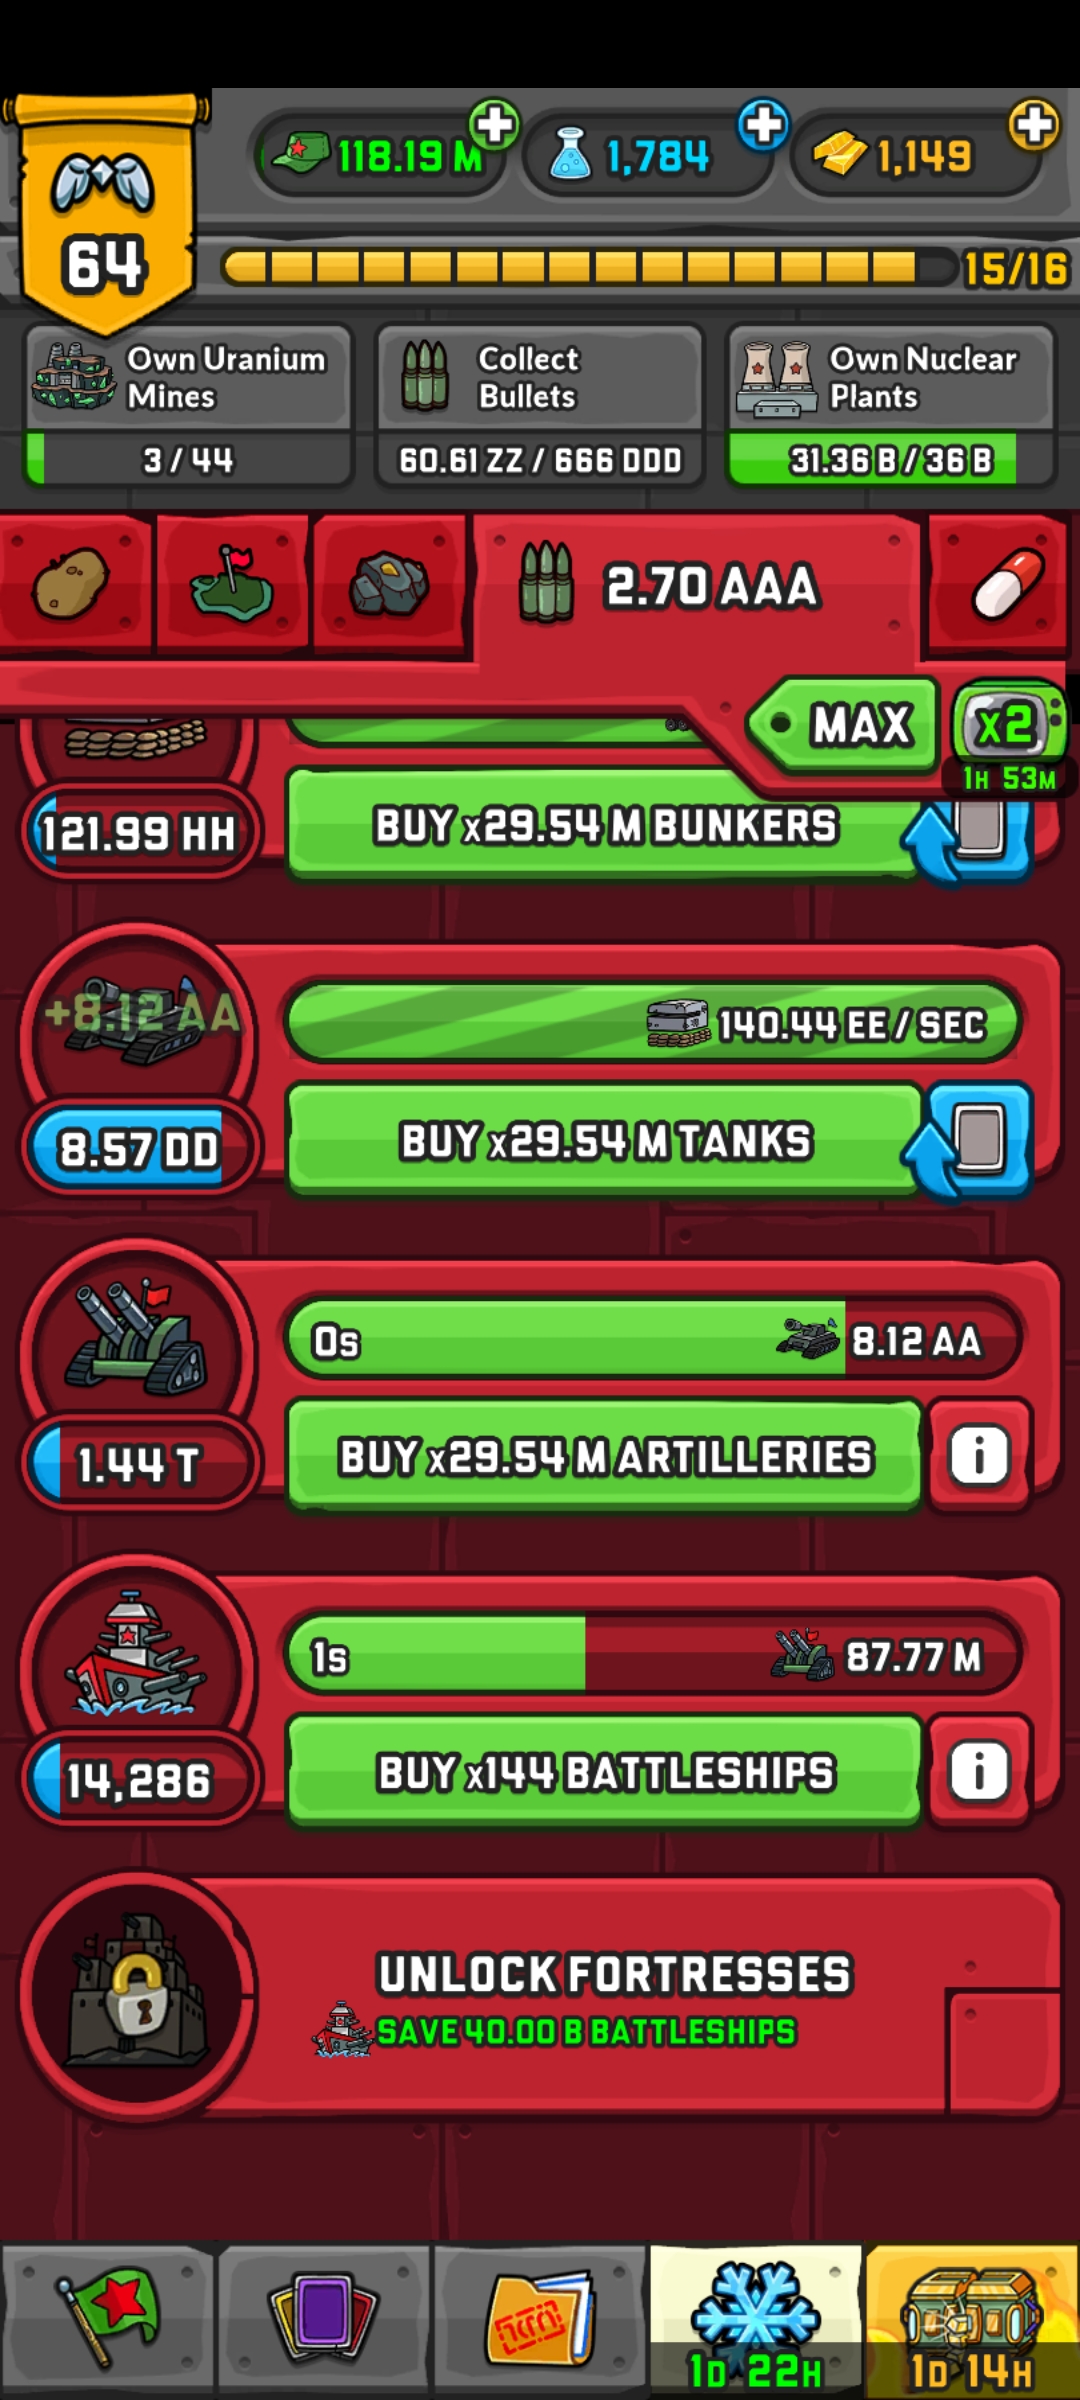 118.19 M
1,784
1,149
64
15/16
Own Uranium
Mines
3 / 44
Collect
Bullets
60.61 ZZ / 666 DDD
Own Nuclear
Plants
31.36 B / 36 B
2.70 AAA
MAX
x2
1H 53M
121.99 HH
BUY x29.54 M BUNKERS
+8.12 AA
140.44 EE / SEC
8.57 DD
BUY x29.54 M TANKS
0s
8.12 AA
1.44 T
BUY x29.54 M ARTILLERIES
i
1s
87.77 M
14,286
BUY x144 BATTLESHIPS
i
UNLOCK FORTRESSES
SAVE 40.00 B BATTLESHIPS
1D 22H
1D 14H